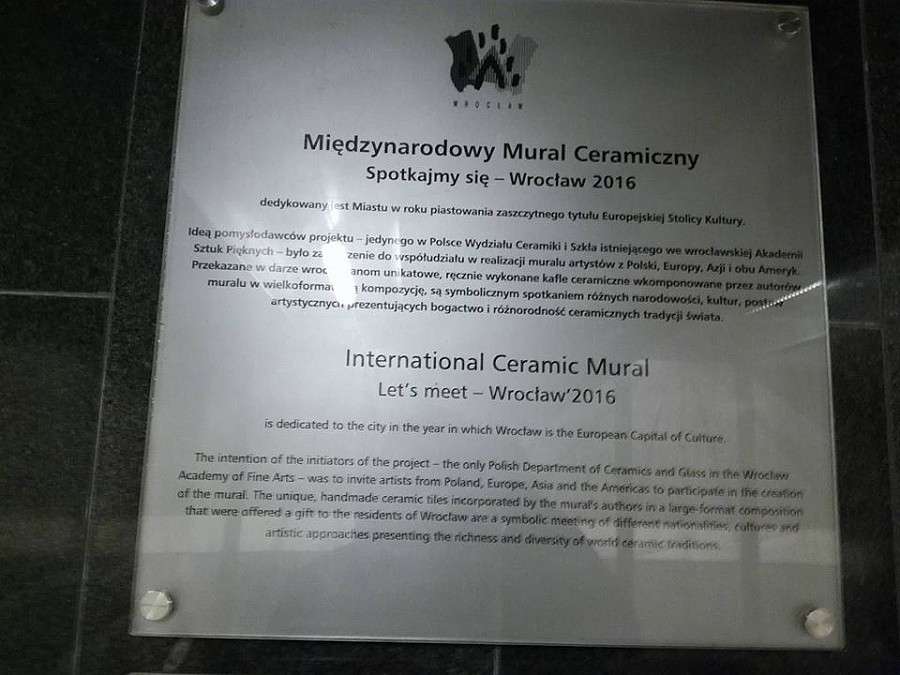 WROCŁAW
Międzynarodowy Mural Ceramiczny
Spotkajmy się – Wrocław 2016
dedykowany jest Miastu w roku piastowania zaszczytnego tytułu Europejskiej Stolicy Kultury.
Ideą pomysłodawców projektu – jedynego w Polsce Wydziału Ceramiki i Szkła istniejącego we wrocławskiej Akademii
Sztuk Pięknych – było do współudziału w realizacji muralu artystów z Polski, Europy, Azji i obu Ameryk.
Przekazane w darze unikatowe, ręcznie wykonane kafle ceramiczne wkomponowane przez autorów
muralu w kompozycję, są symbolicznym spotkaniem różnych narodowości, kultur, postaw
artystycznych prezentujących bogactwo i różnorodność ceramicznych tradycji świata.
International Ceramic Mural
Let's meet – Wrocław'2016
is dedicated to the city in the year in which Wrocław is the European Capital of Culture.
The intention of the initiators of the project – the only Polish Department of Ceramics and Glass in the Wrocław
Academy of Fine Arts – was to invite artists from Poland, Europe, Asia and the Americas to participate in the creation
of the mural. The unique, handmade ceramic tiles incorporated by the mural's authors in a large-format composition
that were offered a gift to the residents of Wrocław are a symbolic meeting of different nationalities, cultures and
artistic approaches presenting the richness and diversity of world ceramic traditions.